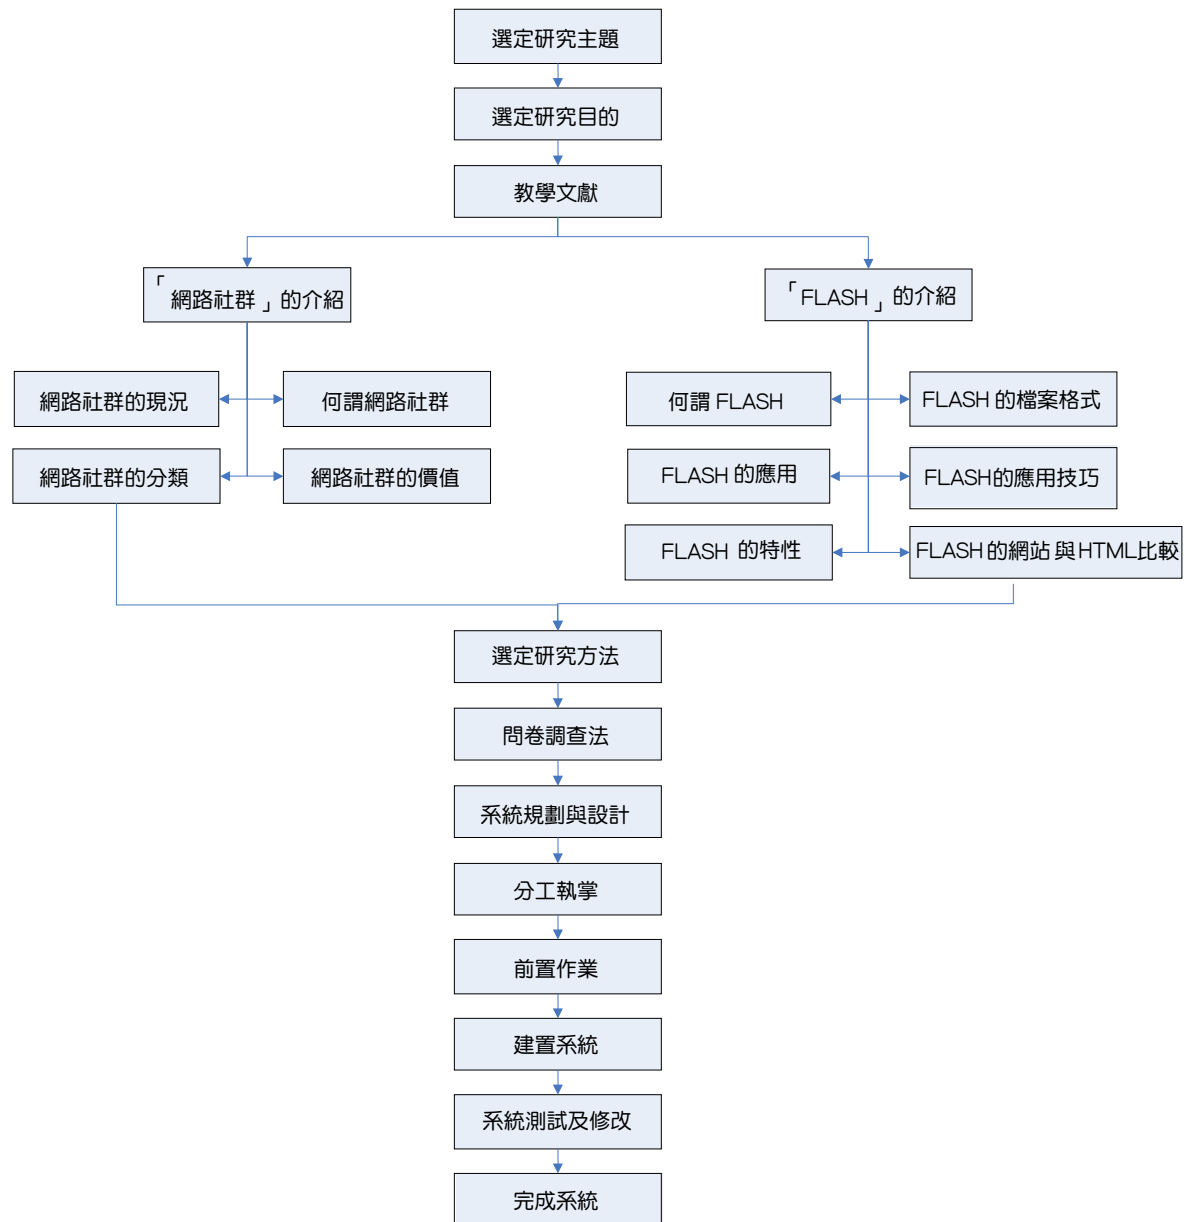 選定研究主題
選定研究目的
教學文獻
「網路社群」的介紹
「FLASH」的介紹
網路社群的現況
何謂網路社群
何謂 FLASH
FLASH 的檔案格式
網路社群的分類
網路社群的價值
FLASH 的應用
FLASH的應用技巧
FLASH 的特性
FLASH 的網站 與HTML比較
選定研究方法
問卷調查法
系統規劃與設計
分工執掌
前置作業
建置系統
系統測試及修改
完成系統